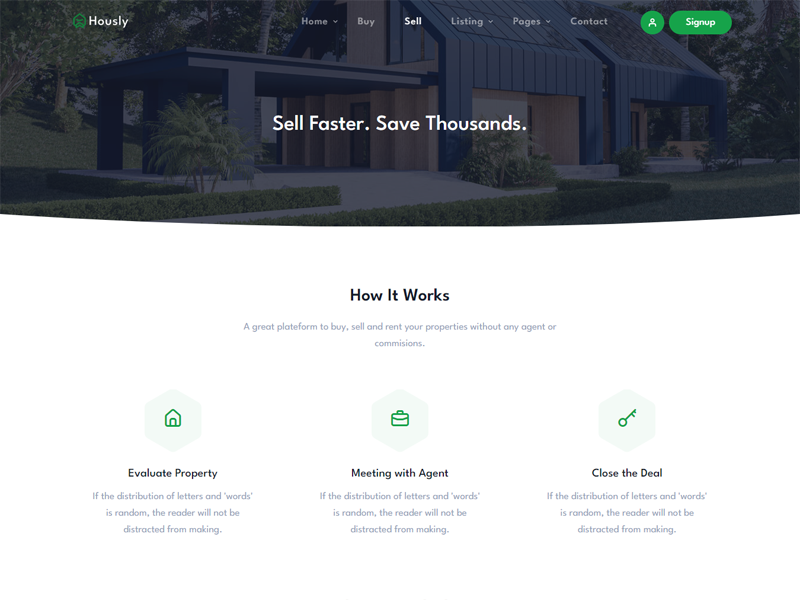 Hously
Home
Buy
Sell
Listing
Pages
Contact
Signup
Sell Faster. Save Thousands.
How It Works
A great plateform to buy, sell and rent your properties without any agent or
commisions.
Evaluate Property
If the distribution of letters and 'words'
is random, the reader will not be
distracted from making.
Meeting with Agent
If the distribution of letters and 'words'
is random, the reader will not be
distracted from making.
Close the Deal
If the distribution of letters and 'words'
is random, the reader will not be
distracted from making.